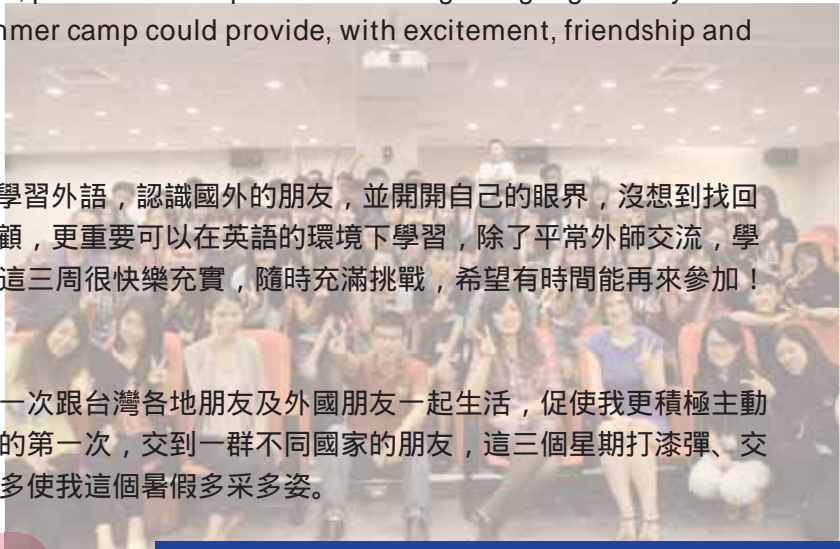 mmer camp could provide, with excitement, friendship and
學習外語，認識國外的朋友，並開開自己的眼界，沒想到找回
顧，更重要可以在英語的環境下學習，除了平常外師交流，學
這三周很快樂充實，隨時充滿挑戰，希望有時間能再來參加！
一次跟台灣各地朋友及外國朋友一起生活，促使我更積極主動
的第一次，交到一群不同國家的朋友，這三個星期打漆彈、交
多使我這個暑假多采多姿。